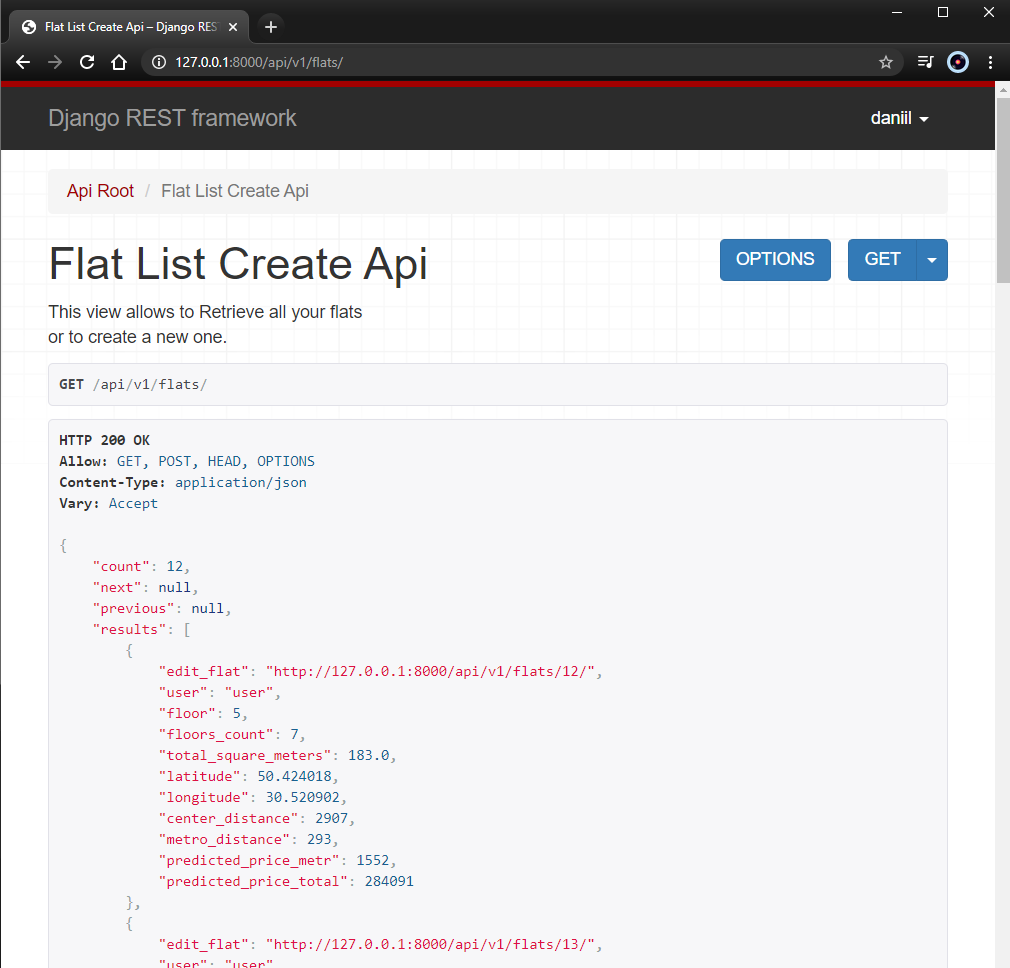 Flat List Create Api – Django RES
127.0.0.1:8000/api/v1/flats/
Django REST framework
daniil
Api Root / Flat List Create Api
Flat List Create Api
OPTIONS
GET
This view allows to Retrieve all your flats
or to create a new one.
GET /api/v1/flats/
HTTP 200 OK
Allow: GET, POST, HEAD, OPTIONS
Content-Type: application/json
Vary: Accept
{
"count": 12,
"next": null,
"previous": null,
"results": [
{
"edit_flat": "http://127.0.0.1:8000/api/v1/flats/12/",
"user": "user",
"floor": 5,
"floors_count": 7,
"total_square_meters": 183.0,
"latitude": 50.424018,
"longitude": 30.520902,
"center_distance": 2907,
"metro_distance": 293,
"predicted_price_metr": 1552,
"predicted_price_total": 284091
},
{
"edit_flat": "http://127.0.0.1:8000/api/v1/flats/13/",
"user": "user"